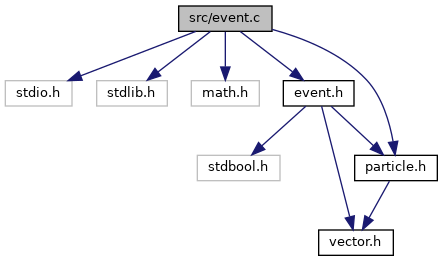 src/event.c
stdio.h
stdlib.h
math.h
event.h
stdbool.h
particle.h
vector.h